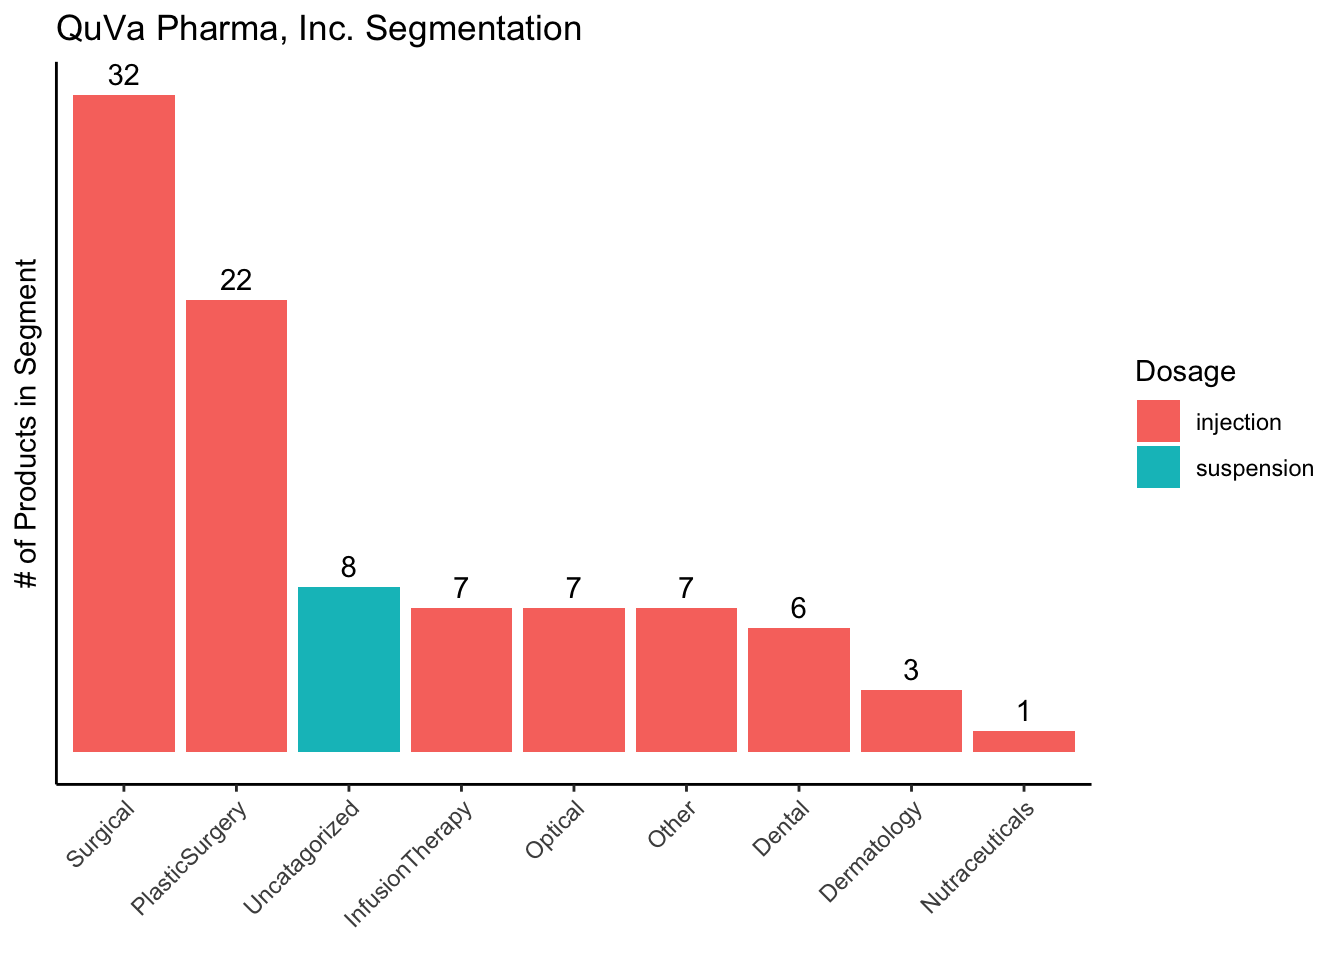 QuVa Pharma, Inc. Segmentation
# of Products in Segment
32
22
8
7
7
7
6
3
1
Surgical
PlasticSurgery
Uncatagorized
InfusionTherapy
Optical
Other
Dental
Dermatology
Nutraceuticals
Dosage
injection
suspension